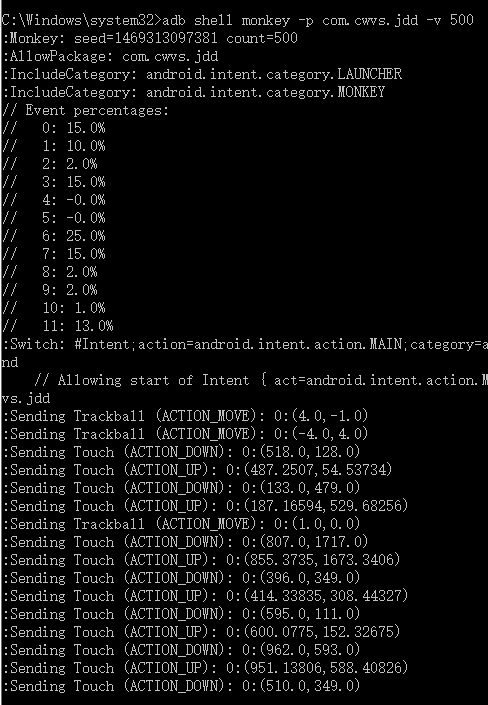 C:\Windows\system32>adb shell monkey -p com.cwvs.jdd -v 500
:Monkey: seed=1469313097381 count=500
:AllowPackage: com.cwvs.jdd
:IncludeCategory: android.intent.category.LAUNCHER
:IncludeCategory: android.intent.category.MONKEY
// Event percentages:
//   0: 15.0%
//   1: 10.0%
//   2: 2.0%
//   3: 15.0%
//   4: -0.0%
//   5: -0.0%
//   6: 25.0%
//   7: 15.0%
//   8: 2.0%
//   9: 2.0%
//   10: 1.0%
//   11: 13.0%
:Switch: #Intent;action=android.intent.action.MAIN;category=a
nd
    // Allowing start of Intent { act=android.intent.action.M
vs.jdd
:Sending Trackball (ACTION_MOVE): 0:(4.0,-1.0)
:Sending Trackball (ACTION_MOVE): 0:(-4.0,4.0)
:Sending Touch (ACTION_DOWN): 0:(518.0,128.0)
:Sending Touch (ACTION_UP): 0:(487.2507,54.53734)
:Sending Touch (ACTION_DOWN): 0:(133.0,479.0)
:Sending Touch (ACTION_UP): 0:(187.16594,529.68256)
:Sending Trackball (ACTION_MOVE): 0:(1.0,0.0)
:Sending Touch (ACTION_DOWN): 0:(807.0,1717.0)
:Sending Touch (ACTION_UP): 0:(855.3735,1673.3406)
:Sending Touch (ACTION_DOWN): 0:(396.0,349.0)
:Sending Touch (ACTION_UP): 0:(414.33835,308.44327)
:Sending Touch (ACTION_DOWN): 0:(595.0,111.0)
:Sending Touch (ACTION_UP): 0:(600.0775,152.32675)
:Sending Touch (ACTION_DOWN): 0:(962.0,593.0)
:Sending Touch (ACTION_UP): 0:(951.13806,588.40826)
:Sending Touch (ACTION_DOWN): 0:(510.0,349.0)